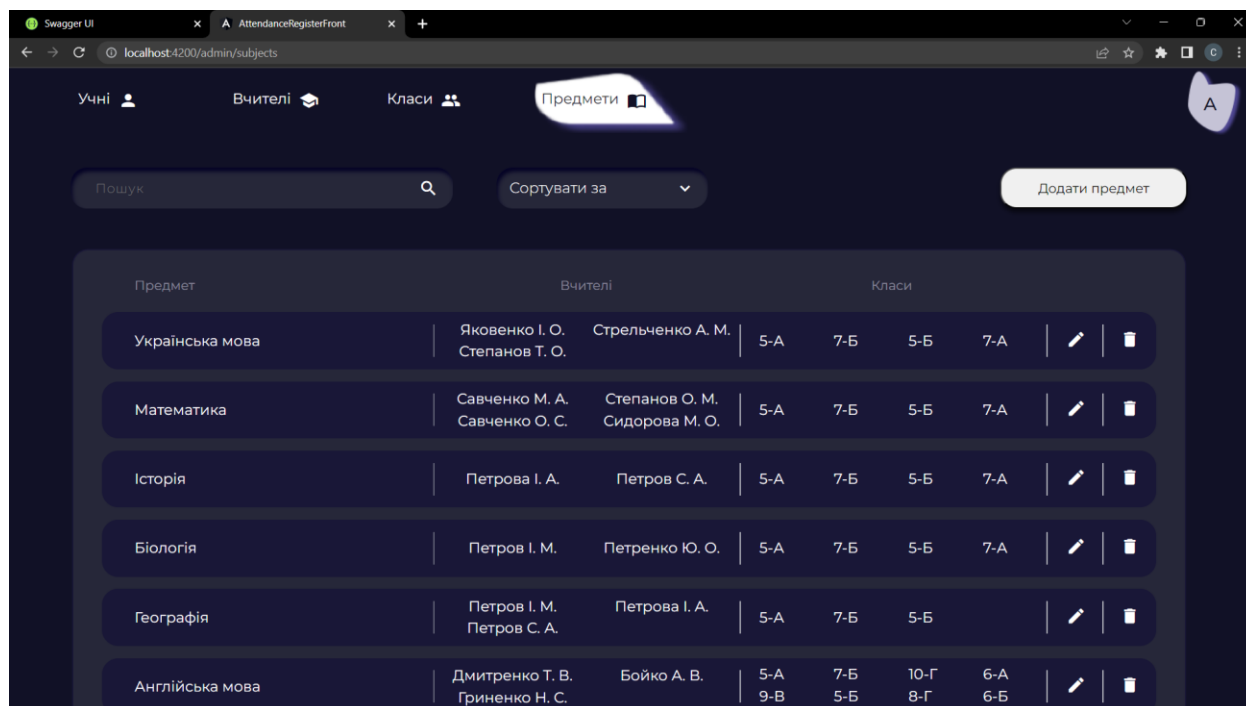 Swagger UI
AttendanceRegisterFront
localhost:4200/admin/subjects
C
Учні
Вчителі
Класи
Предмети
A
Пошук
Сортувати за
Додати предмет
Предмет Вчителі Класи
Українська мова
Яковенко І. О. Стрельченко А. М.
Степанов Т. О.
5-А 7-Б 5-Б 7-А
Математика
Савченко М. А. Степанов О. М.
Савченко О. С. Сидорова М. О.
5-А 7-Б 5-Б 7-А
Історія
Петрова І. А. Петров С. А.
5-А 7-Б 5-Б 7-А
Біологія
Петров І. М. Петренко Ю. О.
5-А 7-Б 5-Б 7-А
Географія
Петров І. М. Петрова І. А.
Петров С. А.
5-А 7-Б 5-Б
Англійська мова
Дмитренко Т. В. Бойко А. В.
Гриненко Н. С.
5-А 7-Б 10-Г 6-А
9-В 5-Б 8-Г 6-Б